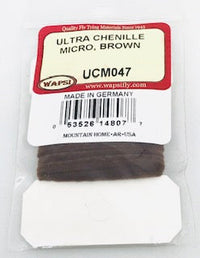 Quality Fly Tying Materials Since 1945
ULTRA CHENILLE
MICRO, BROWN
WAPSI
UCM047
www.wapsifly.com
MADE IN GERMANY
0 53526 14807 7
MOUNTAIN HOME • AR • USA